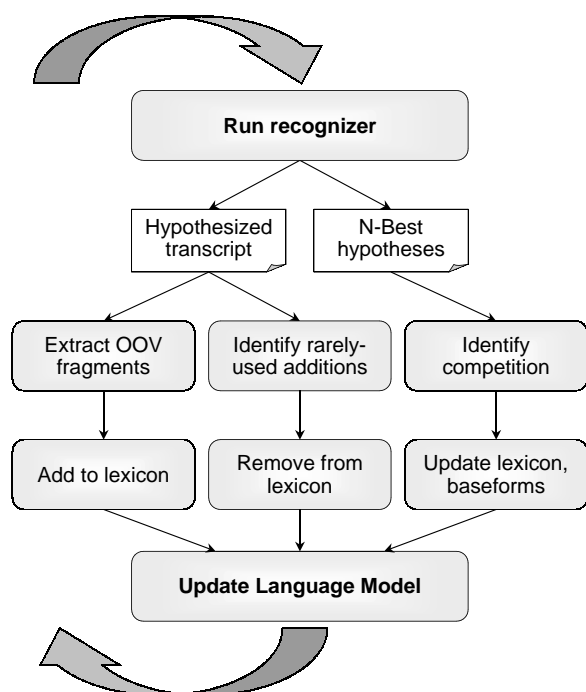 Run recognizer
Hypothesized
transcript
N-Best
hypotheses
Extract OOV
fragments
Identify rarely-
used additions
Identify
competition
Add to lexicon
Remove from
lexicon
Update lexicon,
baseforms
Update Language Model